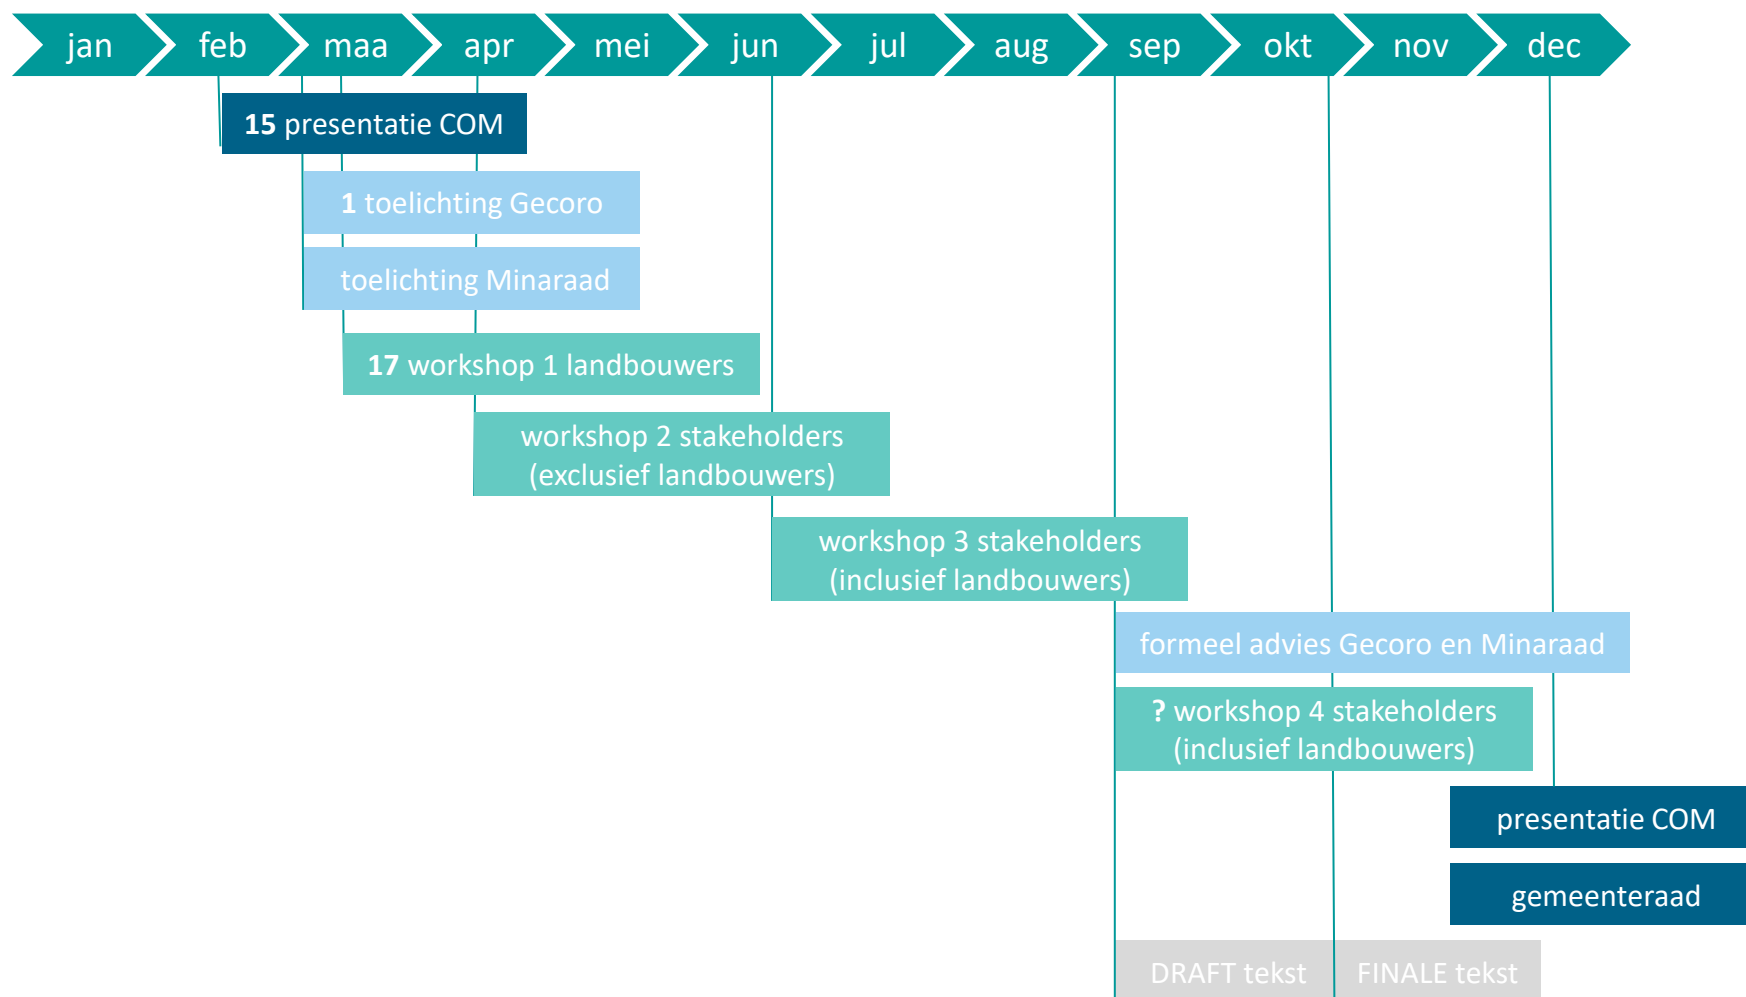 jan feb maa apr mei jun jul aug sep okt nov dec
15 presentatie COM
1 toelichting Gecoro
toelichting Minaraad
17 workshop 1 landbouwers
workshop 2 stakeholders
(exclusief landbouwers)
workshop 3 stakeholders
(inclusief landbouwers)
formeel advies Gecoro en Minaraad
? workshop 4 stakeholders
(inclusief landbouwers)
presentatie COM
gemeenteraad
DRAFT tekst FINALE tekst